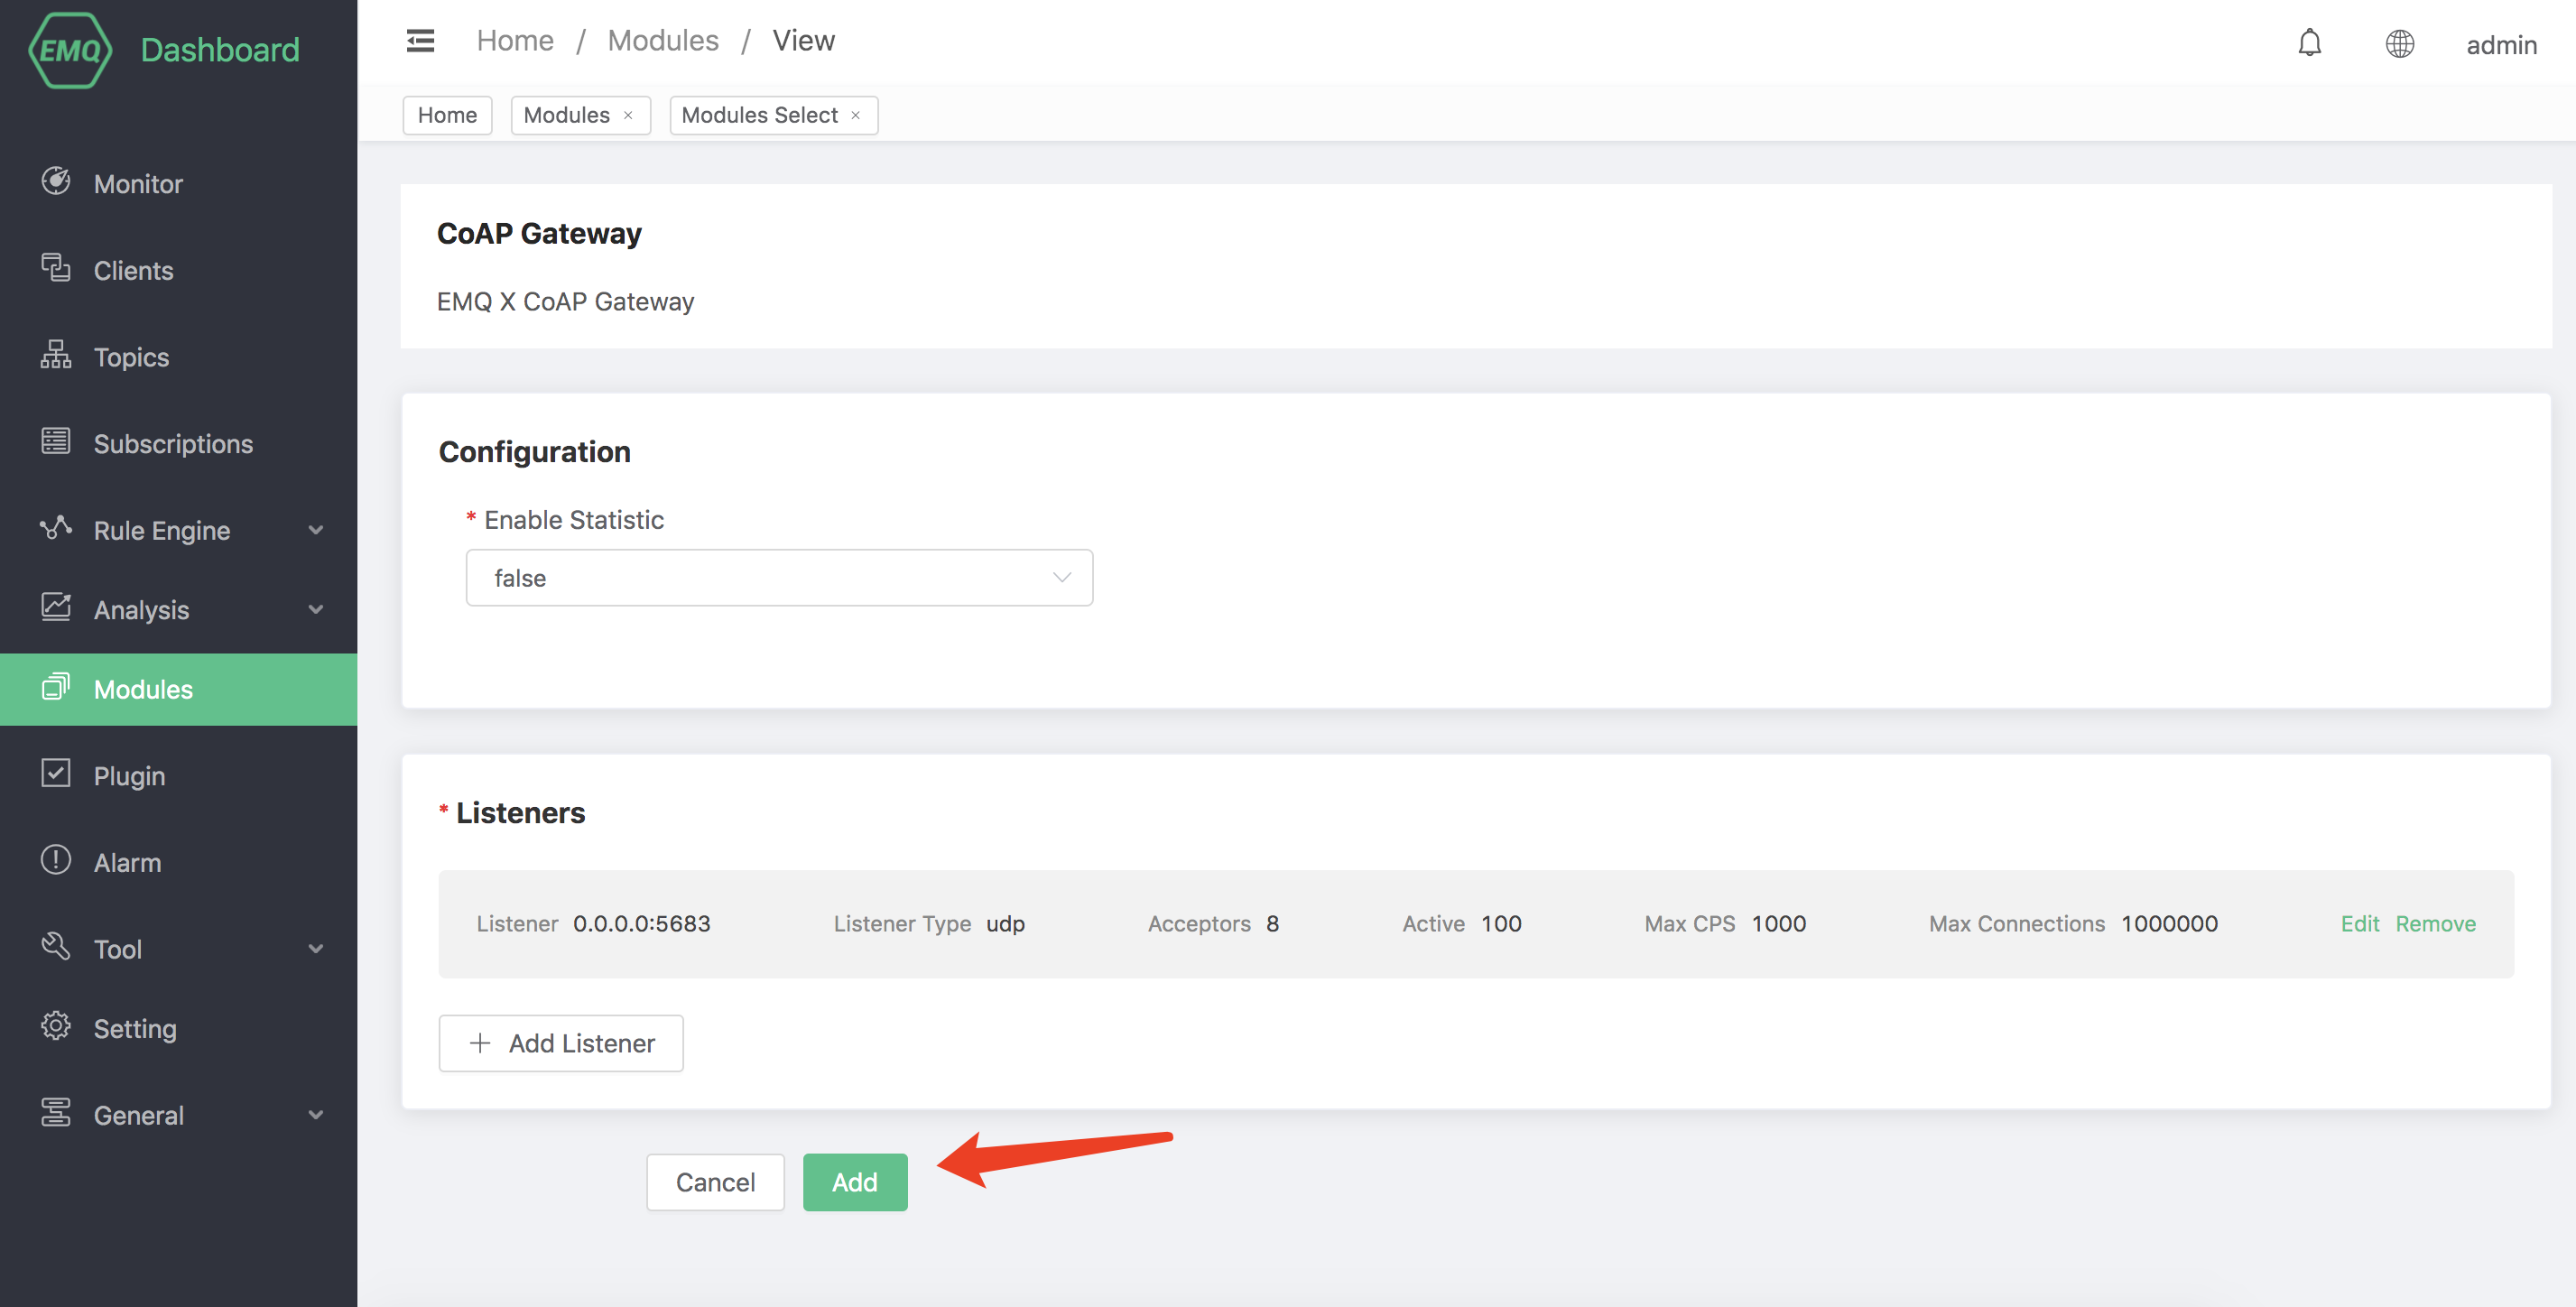 EMQ Dashboard
Home / Modules / View
admin
Home
Modules ×
Modules Select ×
Monitor
Clients
Topics
Subscriptions
Rule Engine
Analysis
Modules
Plugin
Alarm
Tool
Setting
General
CoAP Gateway
EMQ X CoAP Gateway
Configuration
* Enable Statistic
false
* Listeners
Listener 0.0.0.0:5683 Listener Type udp Acceptors 8 Active 100 Max CPS 1000 Max Connections 1000000 Edit Remove
+ Add Listener
Cancel Add